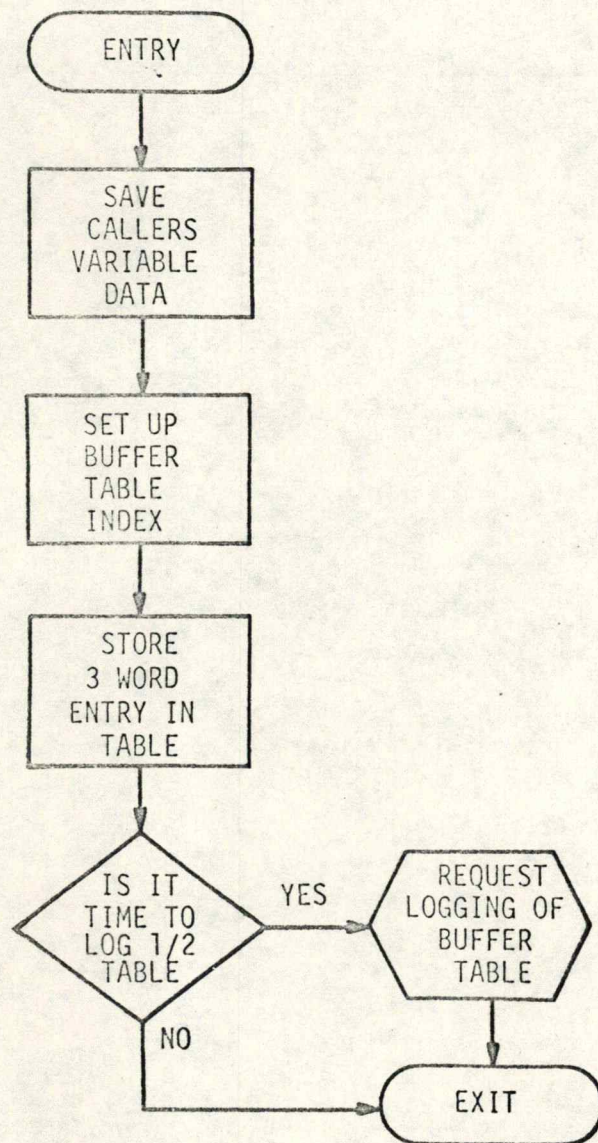 ENTRY
SAVE
CALLERS
VARIABLE
DATA
SET UP
BUFFER
TABLE
INDEX
STORE
3 WORD
ENTRY IN
TABLE
IS IT
TIME TO
LOG 1/2
TABLE
YES
REQUEST
LOGGING OF
BUFFER
TABLE
NO
EXIT